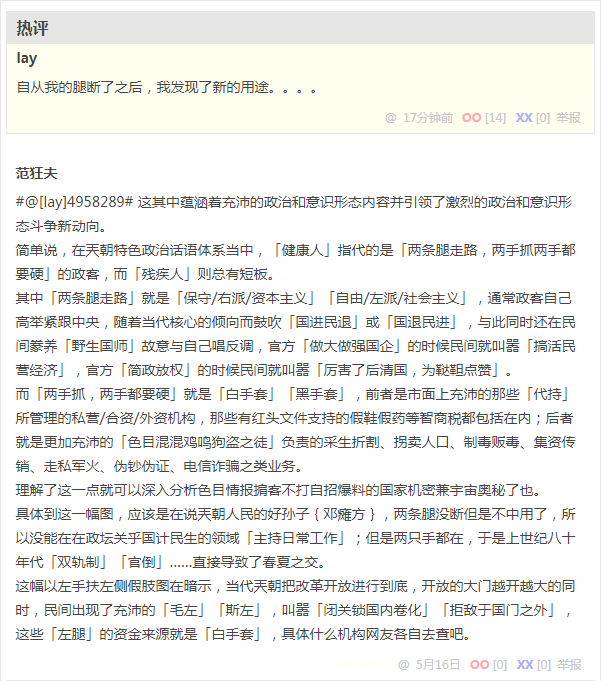 热评
lay
自从我的腿断了之后，我发现了新的用途。。。。
@ 17分钟前 OO [14] XX [0] 举报
范狂夫
#@[lay]4958289# 这其中蕴涵着充沛的政治和意识形态内容并引领了激烈的政治和意识形
态斗争新动向。
简单说，在天朝特色政治话语体系当中，「健康人」指代的是「两条腿走路，两手抓两手都
要硬」的政客，而「残疾人」则总有短板。
其中「两条腿走路」就是「保守/右派/资本主义」「自由/左派/社会主义」，通常政客自己
高举紧跟中央，随着当代核心的倾向而鼓吹「国进民退」或「国退民进」，与此同时还在民
间豢养「野生国师」故意与自己唱反调，官方「做大做强国企」的时候民间就叫嚣「搞活民
营经济」，官方「简政放权」的时候民间就叫嚣「厉害了后清国，为鞑靼点赞」。
而「两手抓，两手都要硬」就是「白手套」「黑手套」，前者是市面上充沛的那些「代持」
所管理的私营/合资/外资机构，那些有红头文件支持的假鞋假药等智商税都包括在内；后者
就是更加充沛的「色目混混鸡鸣狗盗之徒」负责的采生折割、拐卖人口、制毒贩毒、集资传
销、走私军火、伪钞伪证、电信诈骗之类业务。
理解了这一点就可以深入分析色目情报掮客不打自招爆料的国家机密兼宇宙奥秘了也。
具体到这一幅图，应该是在说天朝人民的好孙子｛邓瘫方｝，两条腿没断但是不中用了，所
以没能在在政坛关乎国计民生的领域「主持日常工作」；但是两只手都在，于是上世纪八十
年代「双轨制」「官倒」......直接导致了春夏之交。
这幅以左手扶左侧假肢图在暗示，当代天朝把改革开放进行到底，开放的大门越开越大的同
时，民间出现了充沛的「毛左」「斯左」，叫嚣「闭关锁国内卷化」「拒敌于国门之外」，
这些「左腿」的资金来源就是「白手套」，具体什么机构网友各自去查吧。
@ 5月16日 OO [0] XX [0] 举报